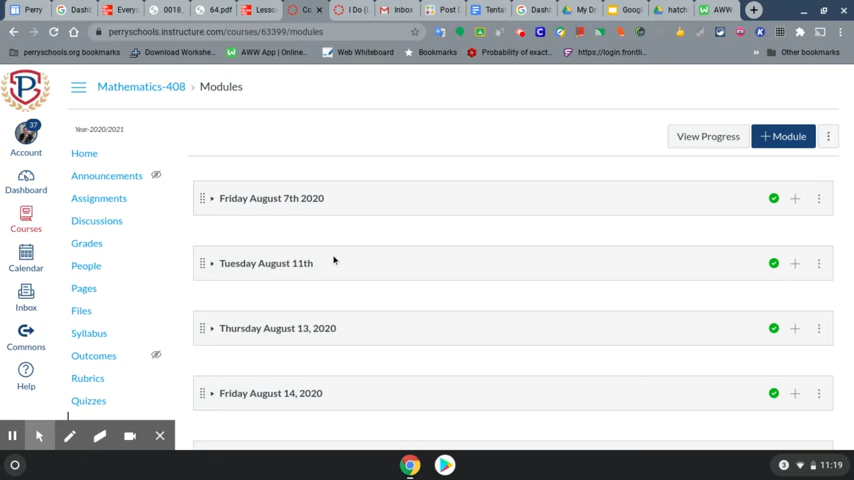 Perry
Dashb
Every
0018.
64.pdf
Lesso
Co
I Do (
Inbox
Post
Tenta
Dashb
My D
Googl
hatch
AWW
perryschools.instructure.com/courses/63399/modules
perryschools.org bookmarks
Download Workshe...
AWW App | Online...
Web Whiteboard
Bookmarks
Probability of exact...
https://login.frontli...
»
Other bookmarks
Mathematics-408 › Modules
37
Account
Dashboard
Courses
Calendar
Inbox
Commons
Help
Year-2020/2021
Home
Announcements
Assignments
Discussions
Grades
People
Pages
Files
Syllabus
Outcomes
Rubrics
Quizzes
View Progress
+ Module
Friday August 7th 2020
Tuesday August 11th
Thursday August 13, 2020
Friday August 14, 2020
3
11:19